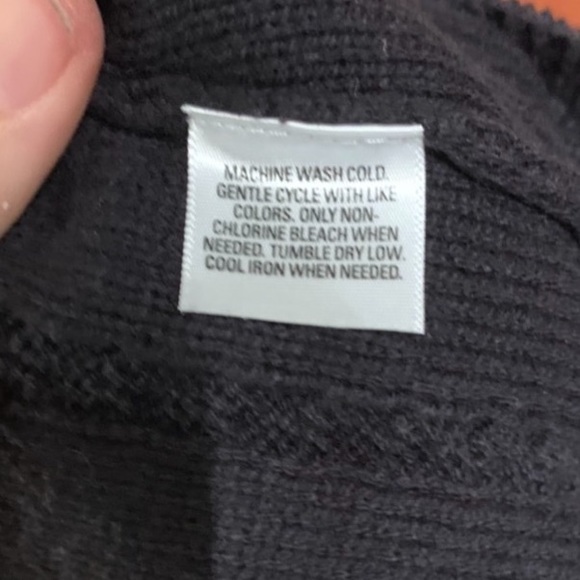 MACHINE WASH COLD.
GENTLE CYCLE WITH LIKE
COLORS. ONLY NON-
CHLORINE BLEACH WHEN
NEEDED. TUMBLE DRY LOW.
COOL IRON WHEN NEEDED.